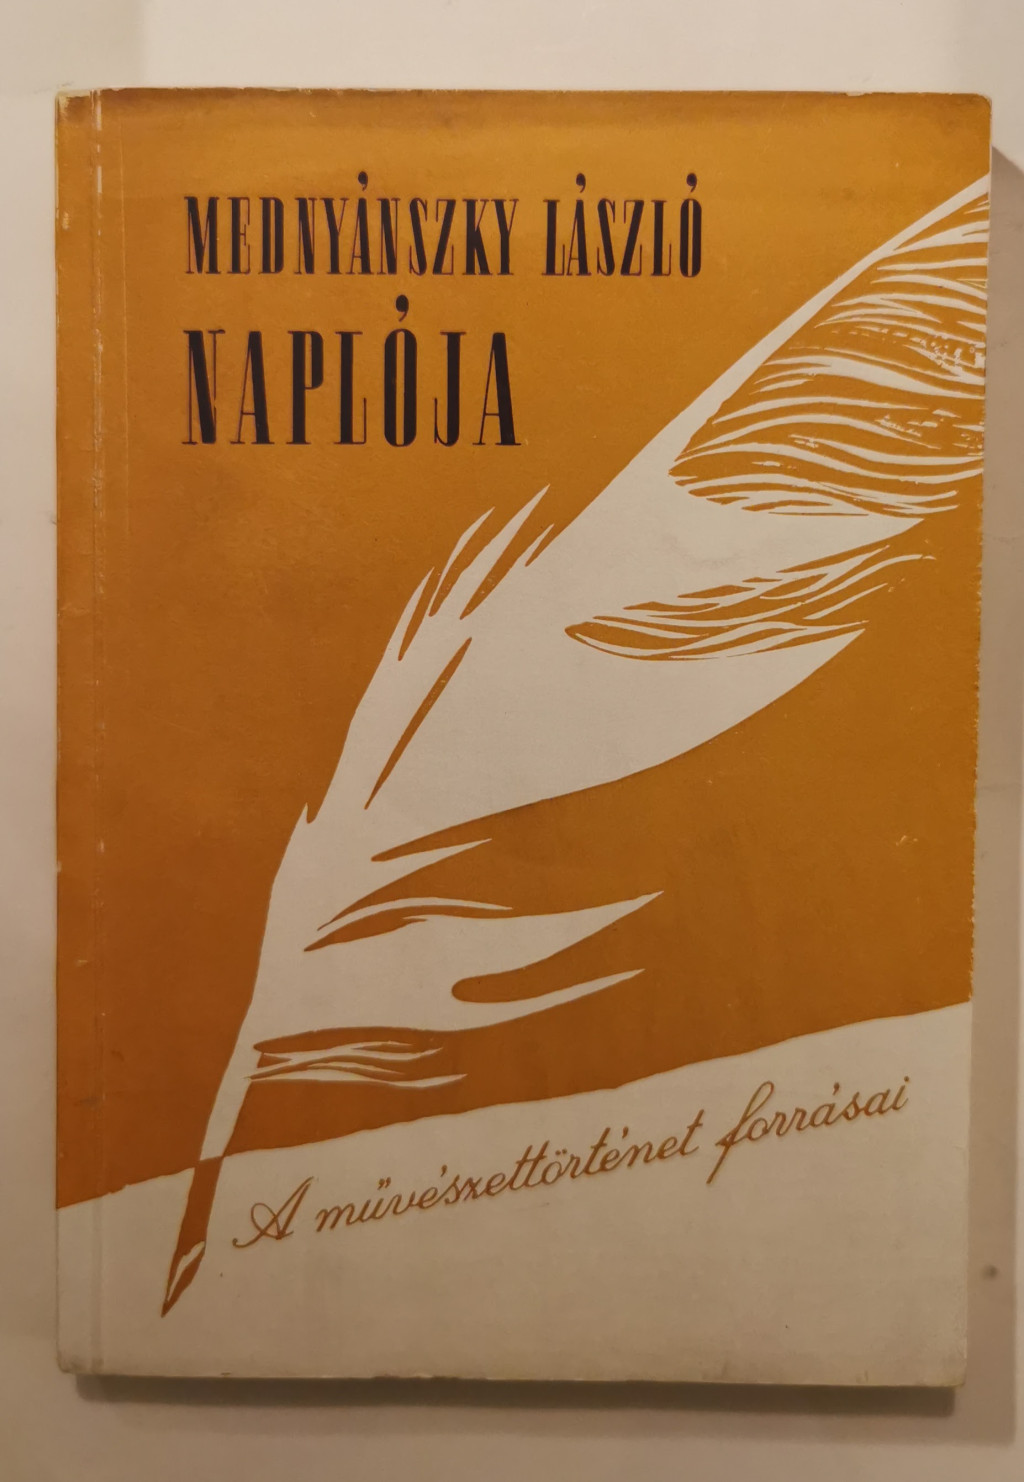 MEDNYÁNSZKY LÁSZLÓ
NAPLÓJA
A művészettörténet forrásai